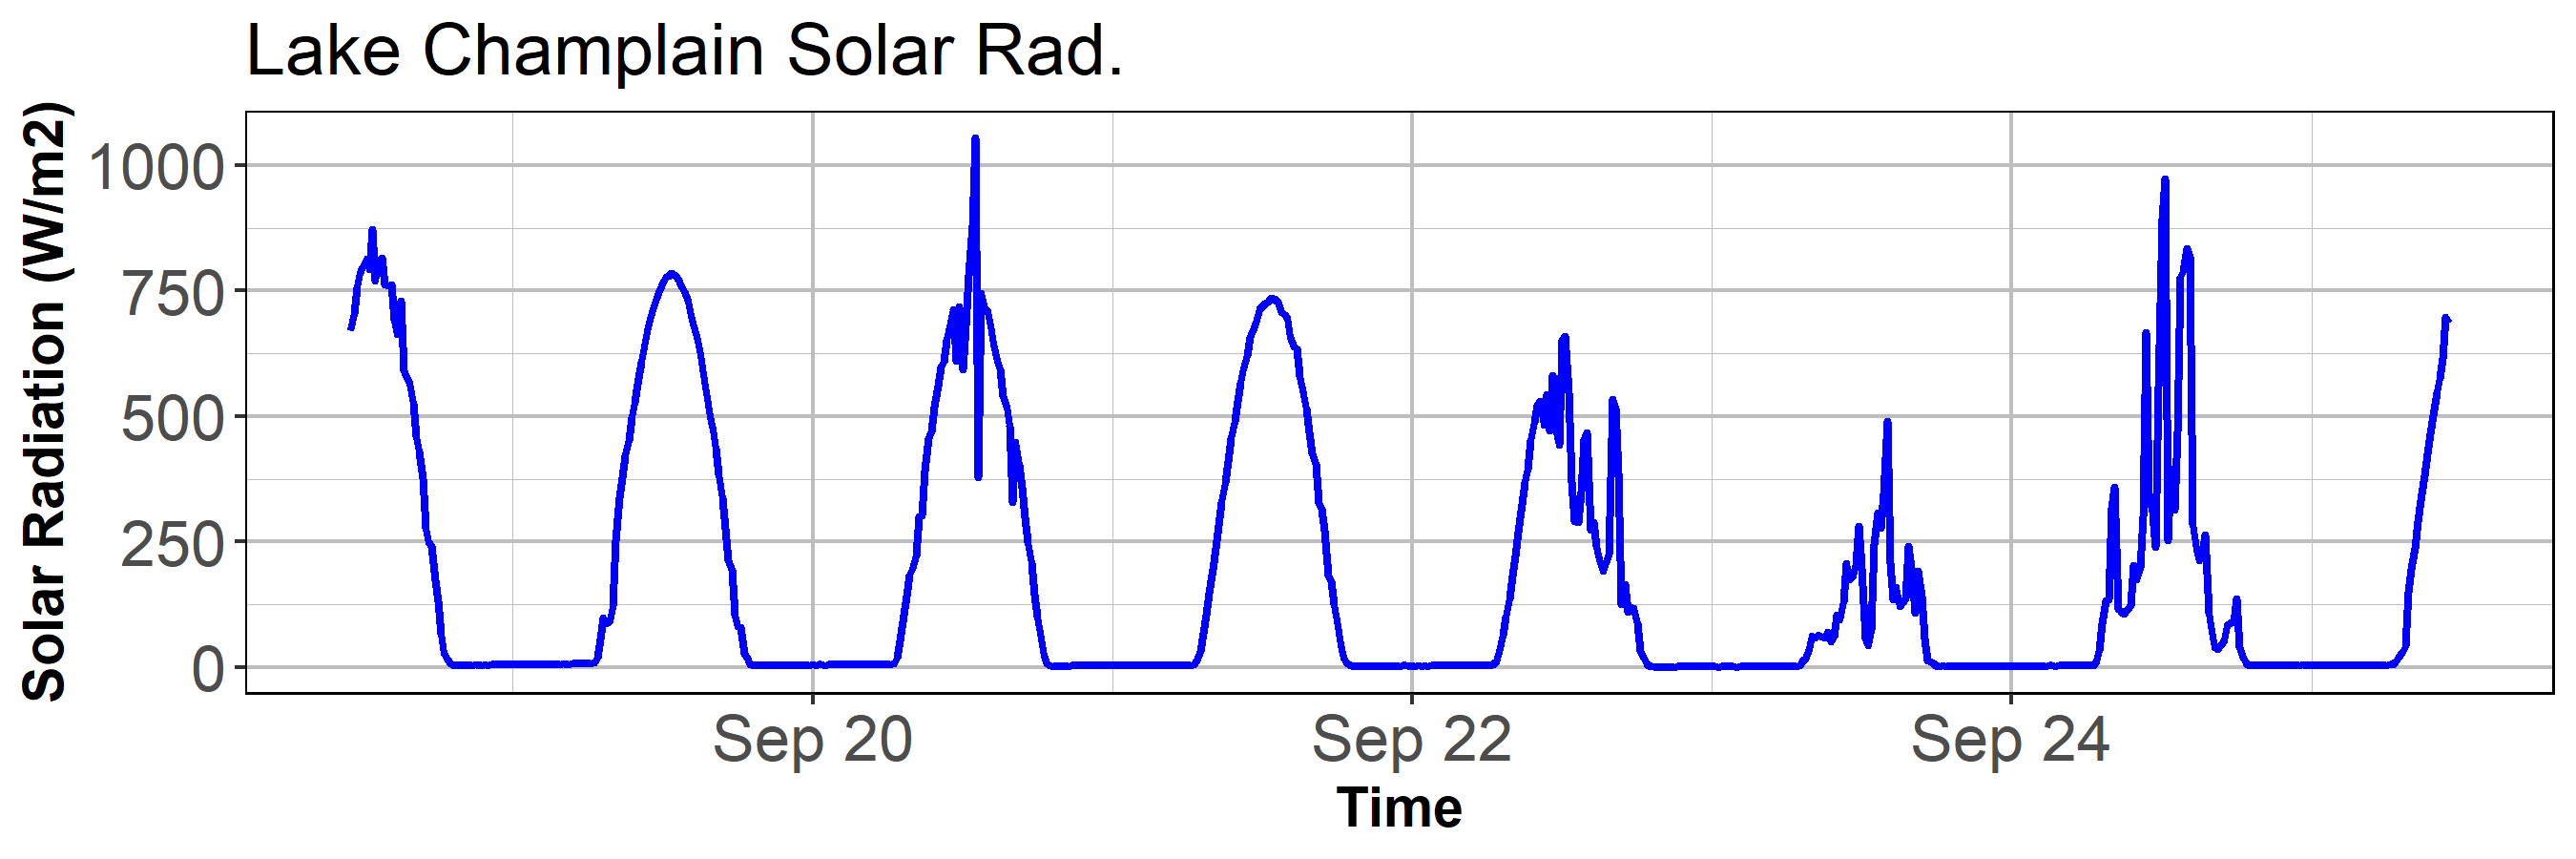 Lake Champlain Solar Rad.
Solar Radiation (W/m2)
1000
750
500
250
0
Sep 20
Sep 22
Sep 24
Time